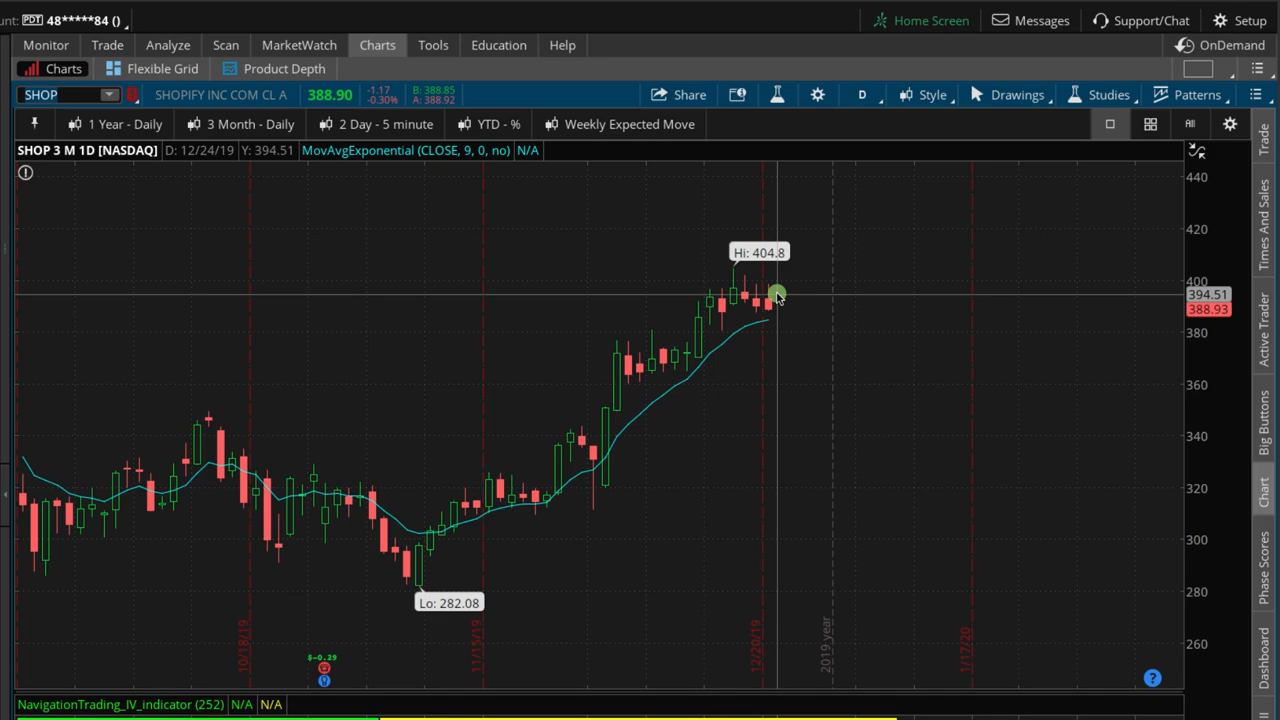 unt: PDT 48*****84 ()
Home Screen Messages Support/Chat Setup
Monitor Trade Analyze Scan MarketWatch Charts Tools Education Help OnDemand
Charts Flexible Grid Product Depth
SHOP SHOPIFY INC COM CL A 388.90 -1.17 -0.30% B: 388.85 A: 388.92 Share D Style Drawings Studies Patterns
1 Year - Daily 3 Month - Daily 2 Day - 5 minute YTD - % Weekly Expected Move All
SHOP 3 M 1D [NASDAQ] D: 12/24/19 Y: 394.51 MovAvgExponential (CLOSE, 9, 0, no) N/A
440
420
Hi: 404.8
400
394.51
388.93
380
360
340
320
300
280
Lo: 282.08
260
10/18/19
11/15/19
12/20/19
2019 year
1/17/20
$-0.29
?
NavigationTrading_IV_indicator (252) N/A N/A
Trade
Times And Sales
Active Trader
Big Buttons
Chart
Phase Scores
Dashboard